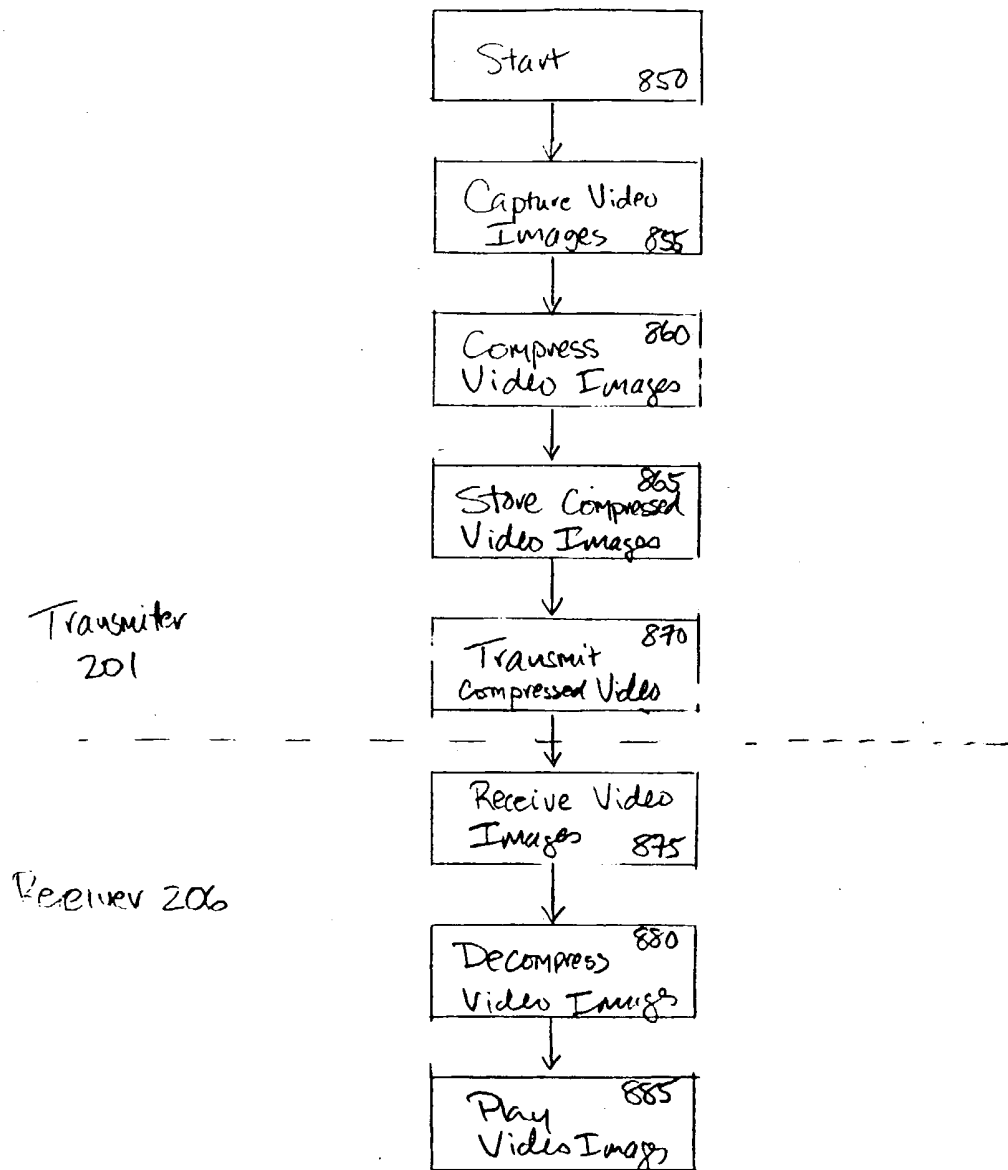 Start
850
Capture Video
Images 855
860
Compress
Video Images
865
Store Compressed
Video Images
Transmiter
201
870
Transmit
Compressed Video
Receive Video
Images 875
Receiver 206
880
Decompress
Video Images
885
Play
Video Images